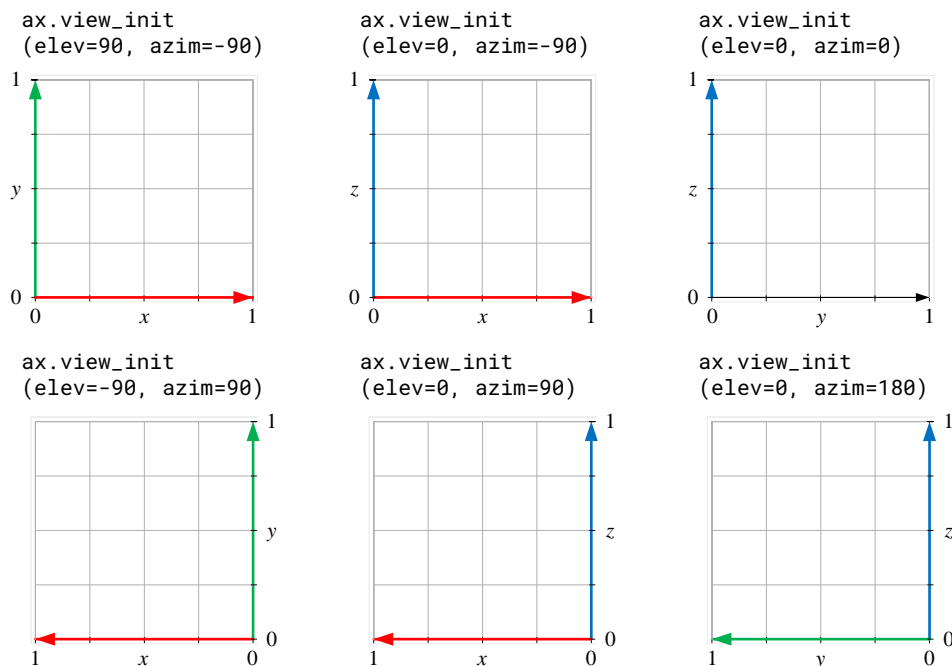 ax.view_init ax.view_init ax.view_init
(elev=90, azim=-90) (elev=0, azim=-90) (elev=0, azim=0)
1 1 1
y z z
0 0 0
0 x 1 0 x 1 0 y 1
ax.view_init ax.view_init ax.view_init
(elev=-90, azim=90) (elev=0, azim=90) (elev=0, azim=180)
1 1 1
y z z
0 0 0
1 x 0 1 x 0 1 y 0